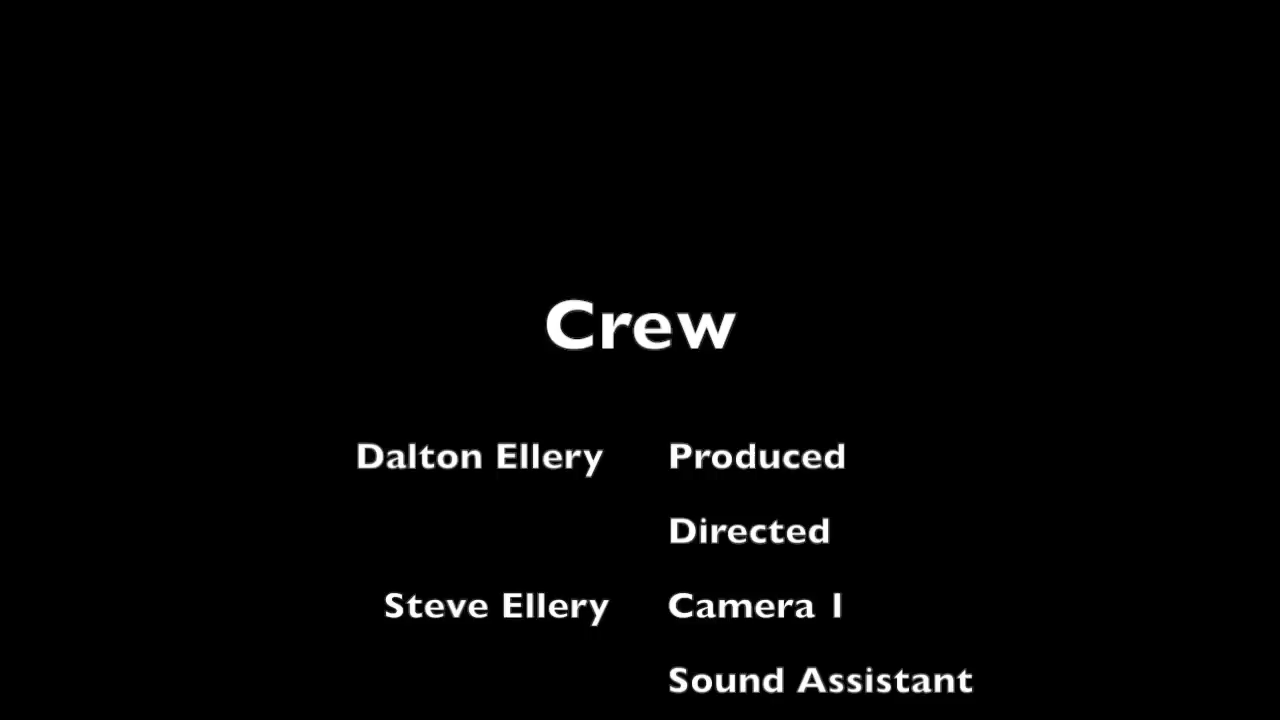 Crew
Dalton Ellery Produced
Directed
Steve Ellery Camera 1
Sound Assistant